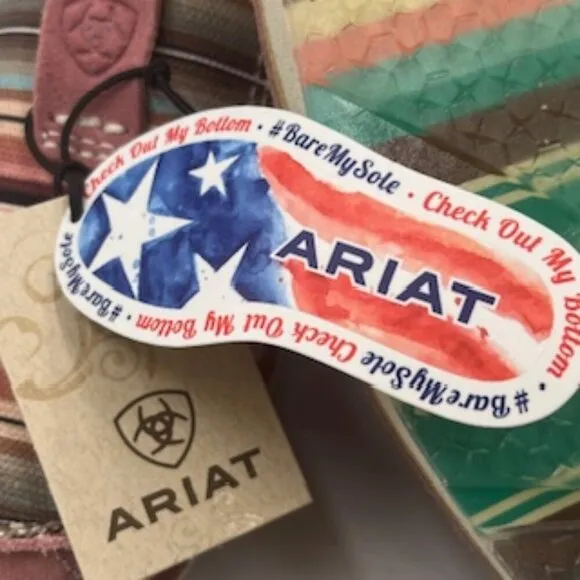 Check Out My Bottom • #BareMySole • Check Out My Bottom •
#BareMySole Check Out My Bottom • #BareMySole
ARIAT
ARIAT